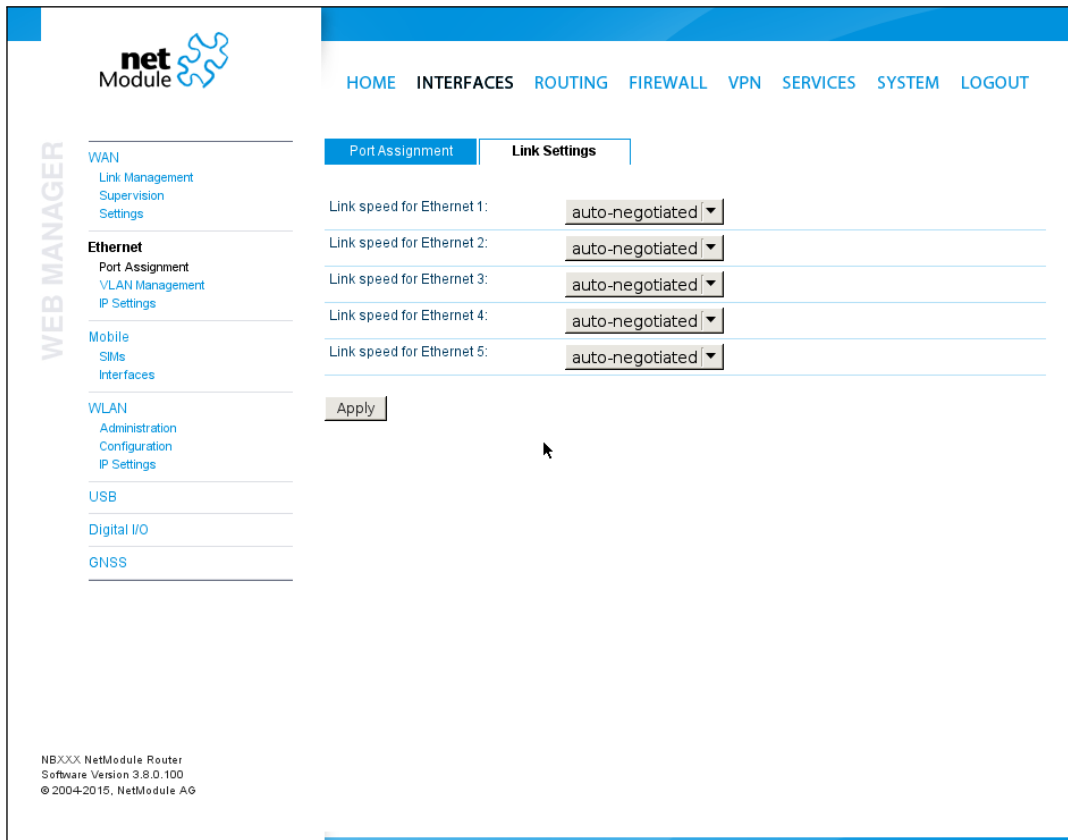 net
Module
HOME INTERFACES ROUTING FIREWALL VPN SERVICES SYSTEM LOGOUT
WEB MANAGER
WAN
Link Management
Supervision
Settings
Ethernet
Port Assignment
VLAN Management
IP Settings
Mobile
SIMs
Interfaces
WLAN
Administration
Configuration
IP Settings
USB
Digital I/O
GNSS
Port Assignment Link Settings
Link speed for Ethernet 1: auto-negotiated
Link speed for Ethernet 2: auto-negotiated
Link speed for Ethernet 3: auto-negotiated
Link speed for Ethernet 4: auto-negotiated
Link speed for Ethernet 5: auto-negotiated
Apply
NBXXX NetModule Router
Software Version 3.8.0.100
© 2004-2015, NetModule AG